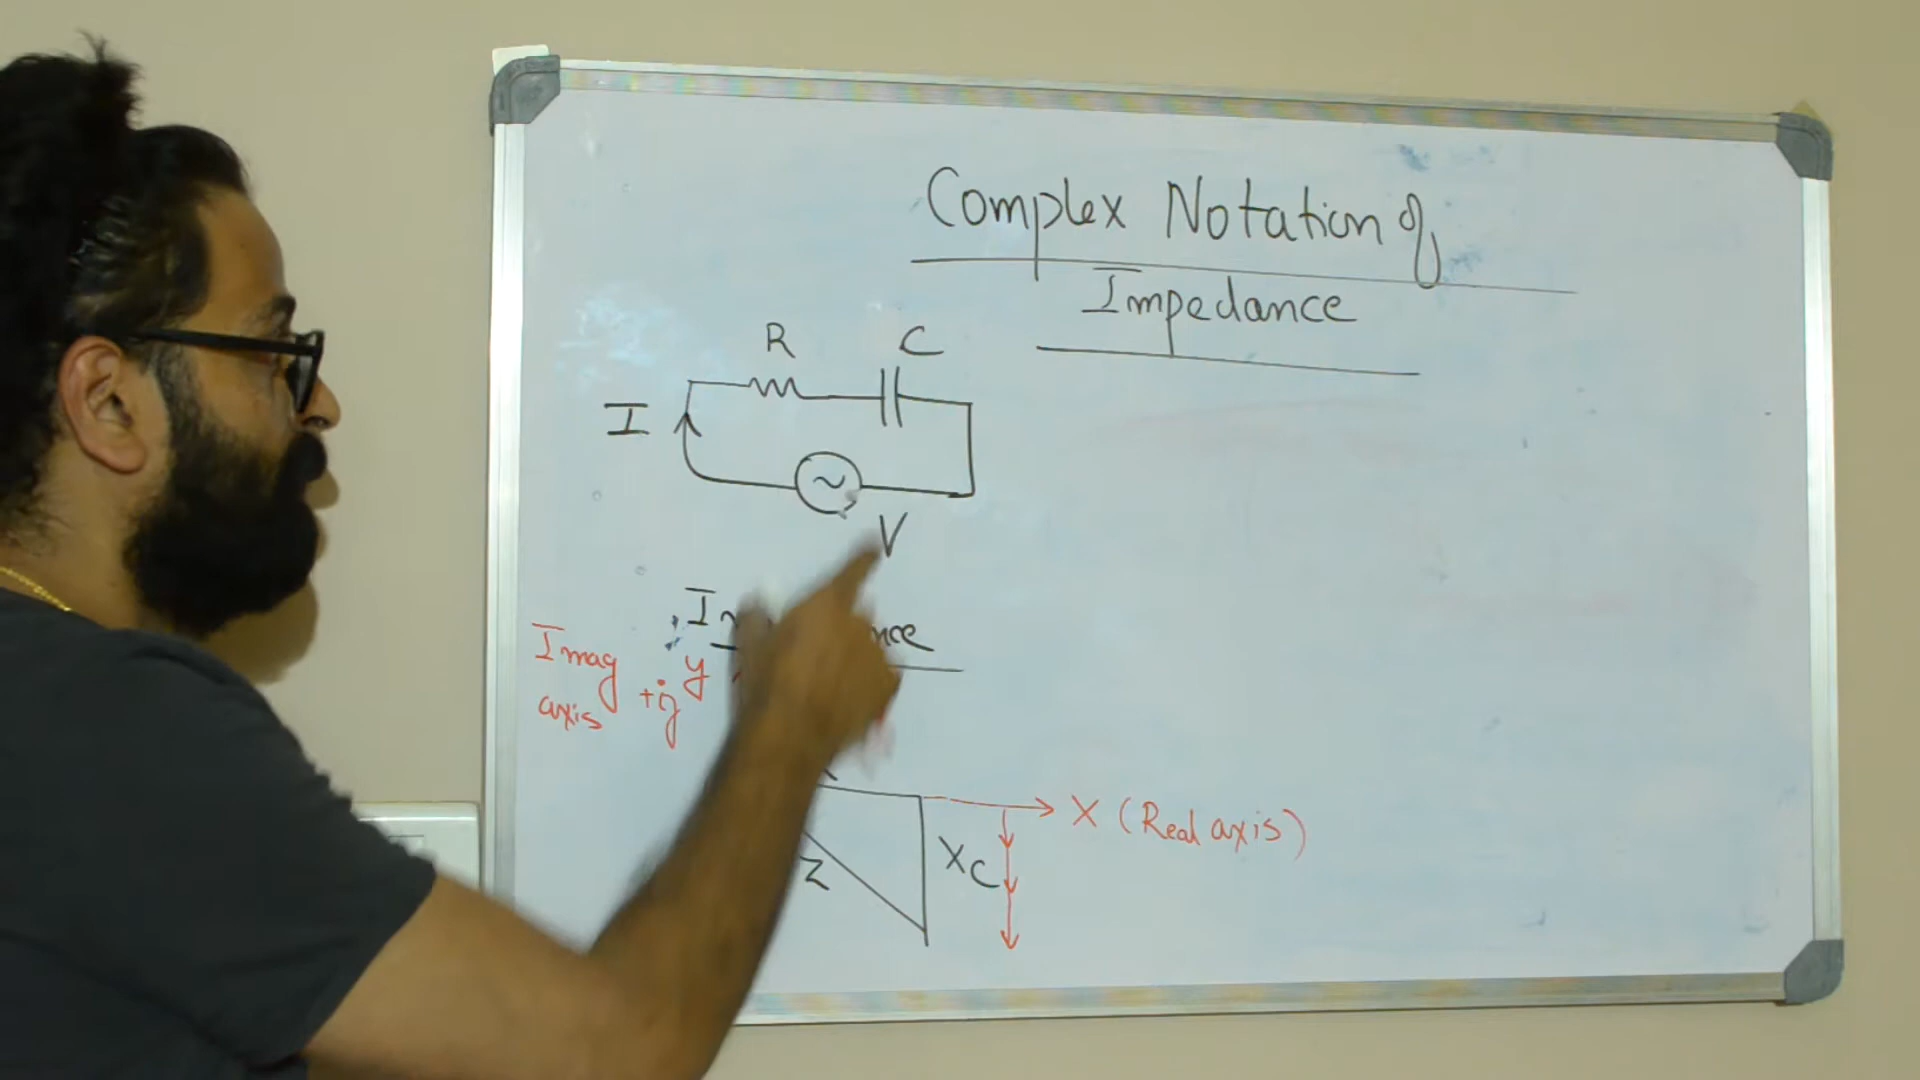 Complex Notation of
Impedance
R C
I
~
V
Imag
axis
+j y
X (Real axis)
Z
XC